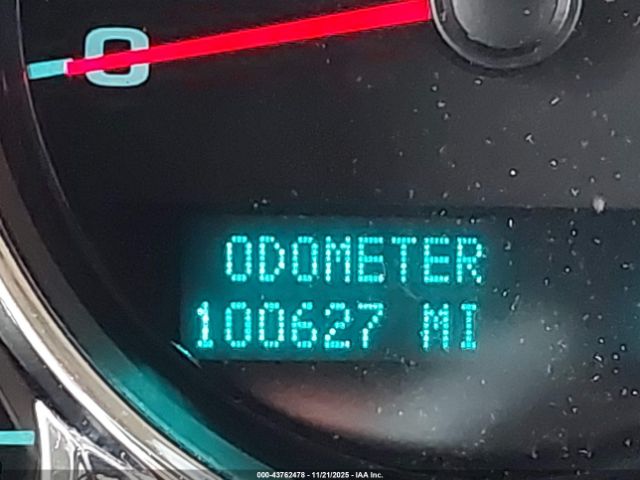 0
ODOMETER
100627 MI
000-43762478 - 11/21/2025 - IAA Inc.